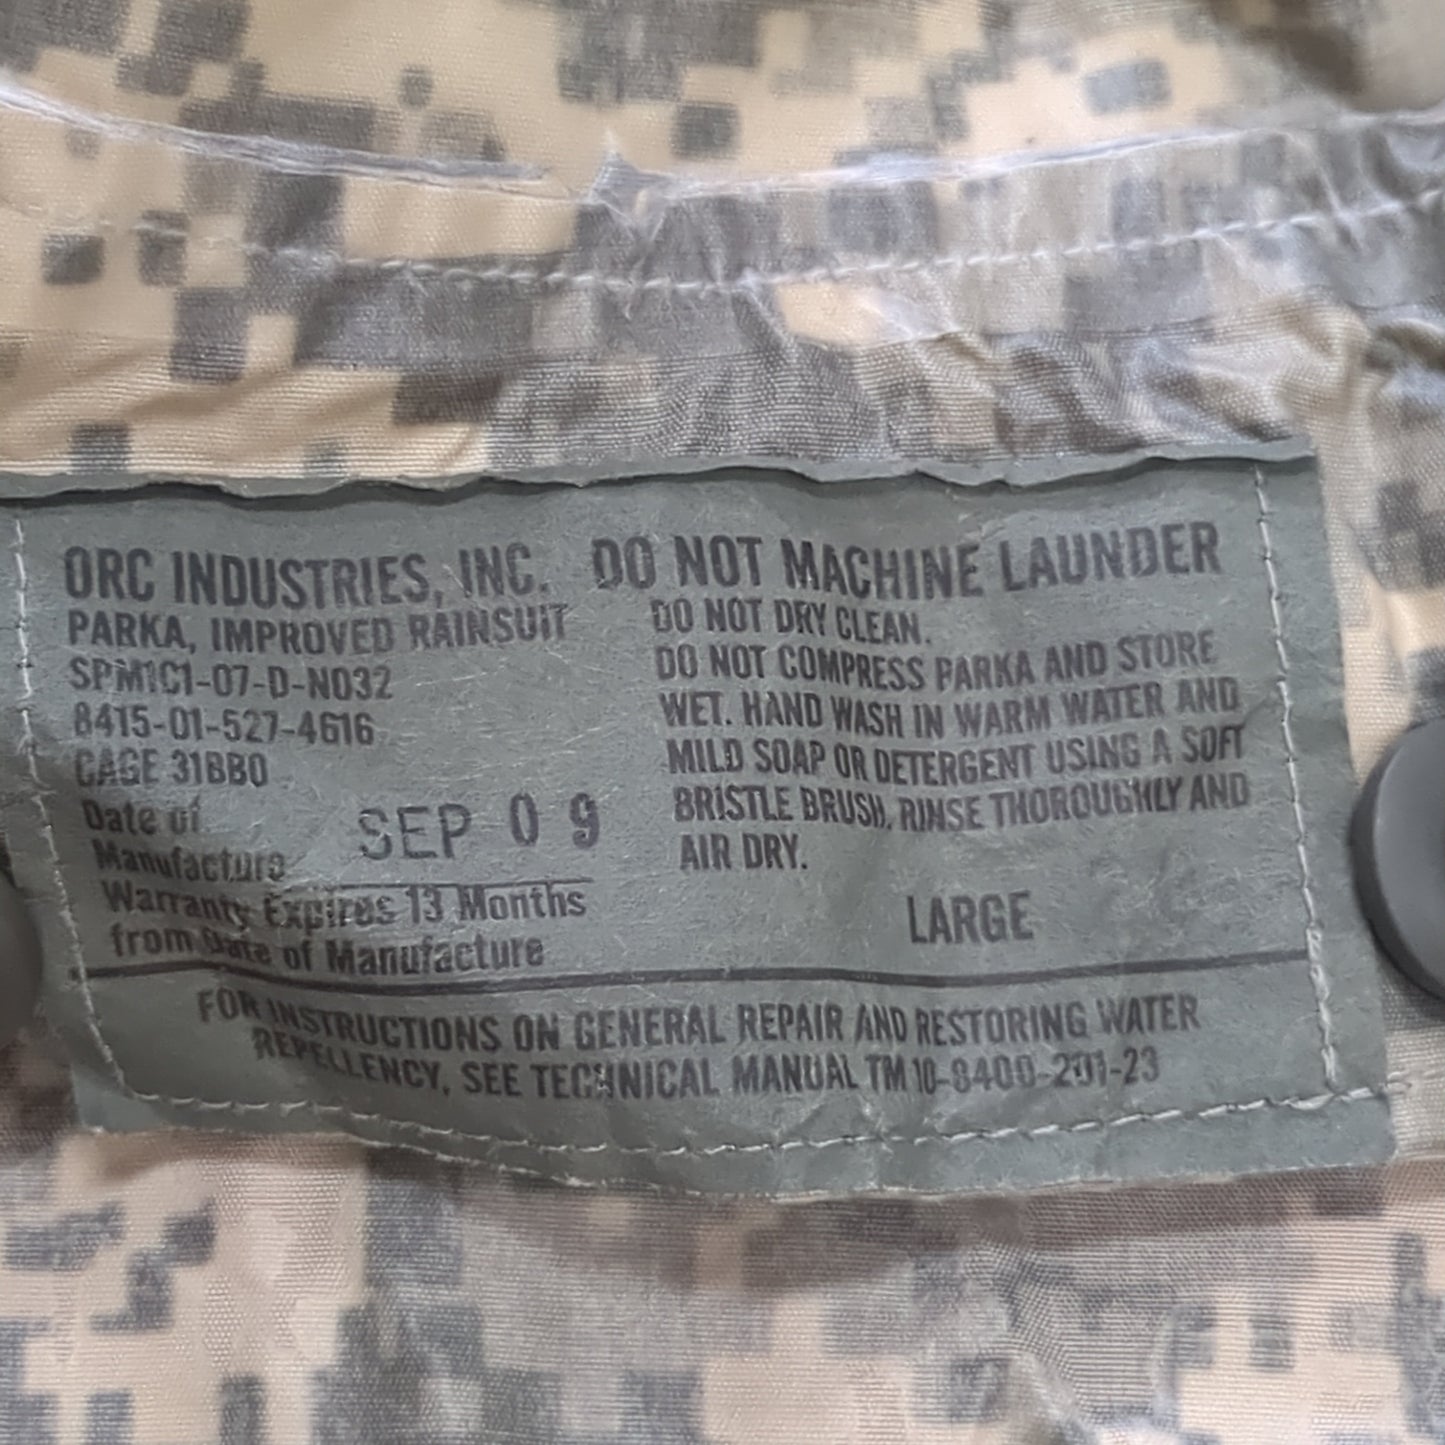 ORC INDUSTRIES, INC.
PARKA, IMPROVED RAINSUIT
SPM1C1-07-D-N032
8415-01-527-4616
CAGE 31BB0
Date of
Manufacture SEP 09
Warranty Expires 13 Months
from Date of Manufacture
DO NOT MACHINE LAUNDER
DO NOT DRY CLEAN.
DO NOT COMPRESS PARKA AND STORE
WET. HAND WASH IN WARM WATER AND
MILD SOAP OR DETERGENT USING A SOFT
BRISTLE BRUSH, RINSE THOROUGHLY AND
AIR DRY.
LARGE
FOR INSTRUCTIONS ON GENERAL REPAIR AND RESTORING WATER
REPELLENCY, SEE TECHNICAL MANUAL TM 10-8400-201-23